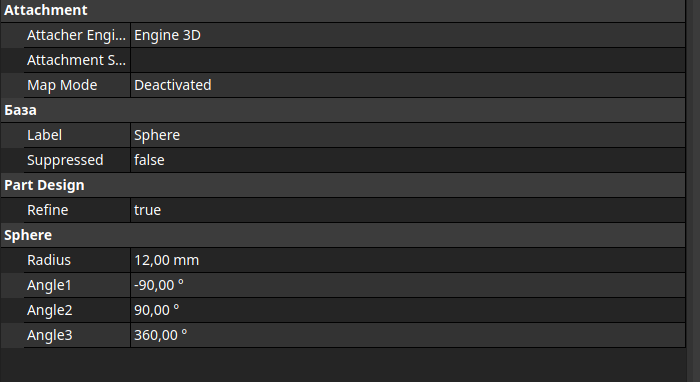 Attachment
Attacher Engi... Engine 3D
Attachment S...
Map Mode Deactivated
База
Label Sphere
Suppressed false
Part Design
Refine true
Sphere
Radius 12,00 mm
Angle1 -90,00 °
Angle2 90,00 °
Angle3 360,00 °